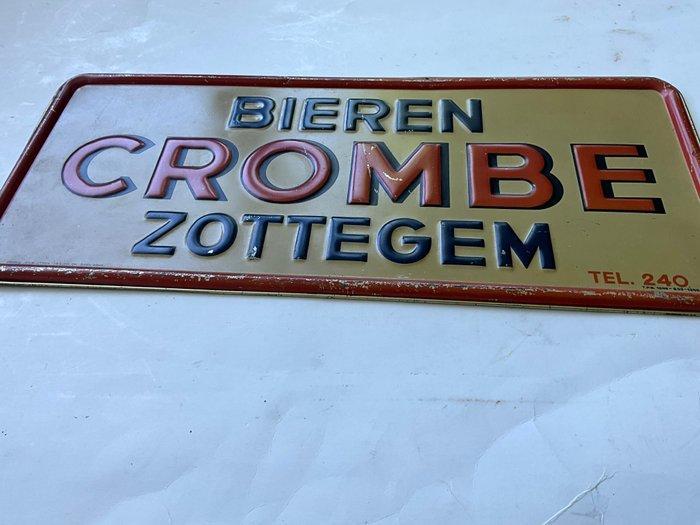 BIEREN
CROMBE
ZOTTEGEM
TEL. 240